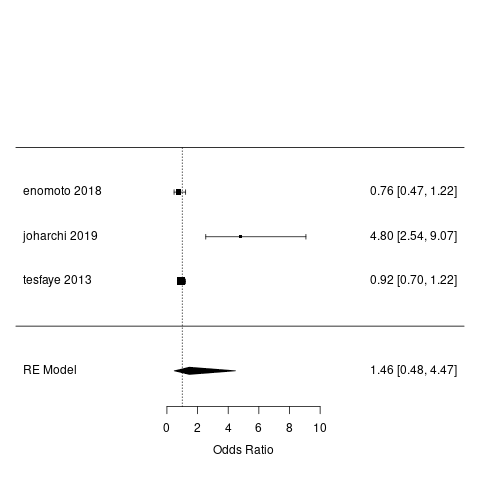 enomoto 2018 0.76 [0.47, 1.22]
joharchi 2019 4.80 [2.54, 9.07]
tesfaye 2013 0.92 [0.70, 1.22]
RE Model 1.46 [0.48, 4.47]
0 2 4 6 8 10
Odds Ratio